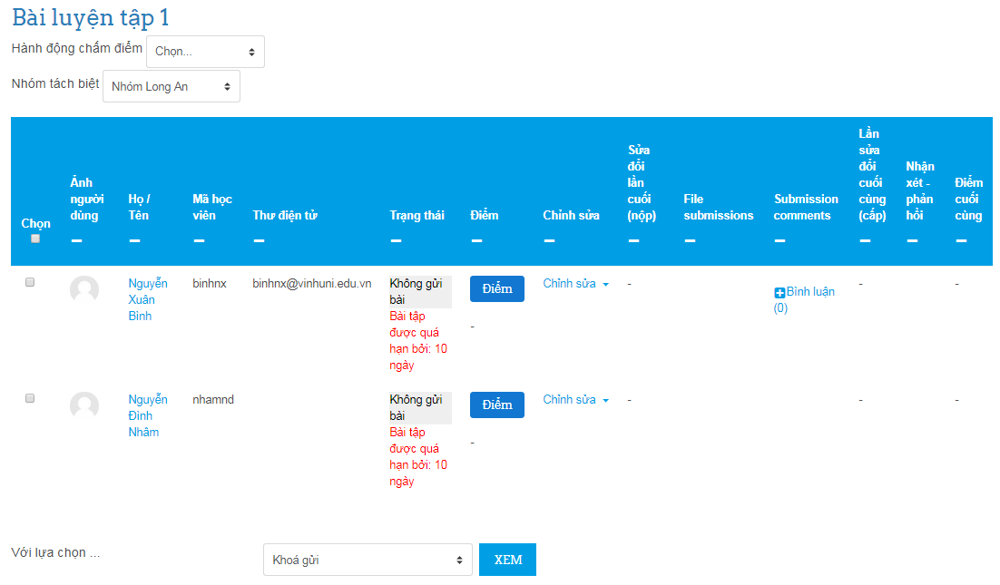 Bài luyện tập 1
Hành động chấm điểm Chọn...
Nhóm tách biệt Nhóm Long An
Chọn
Ảnh
người
dùng
Họ /
Tên
Mã học
viên
Thư điện tử
Trạng thái
Điểm
Chỉnh sửa
Sửa
đổi
lần
cuối
(nộp)
File
submissions
Submission
comments
Lần
sửa
đổi
cuối
cùng
(cấp)
Nhận
xét -
phản
hồi
Điểm
cuối
cùng
Nguyễn
Xuân
Bình
binhnx
binhnx@vinhuni.edu.vn
Không gửi
bài
Bài tập
được quá
hạn bởi: 10
ngày
Điểm
-
Chỉnh sửa
-
Bình luận
(0)
-
-
Nguyễn
Đình
Nhâm
nhamnd
Không gửi
bài
Bài tập
được quá
hạn bởi: 10
ngày
Điểm
-
Chỉnh sửa
-
-
-
Với lựa chọn ... Khoá gửi XEM